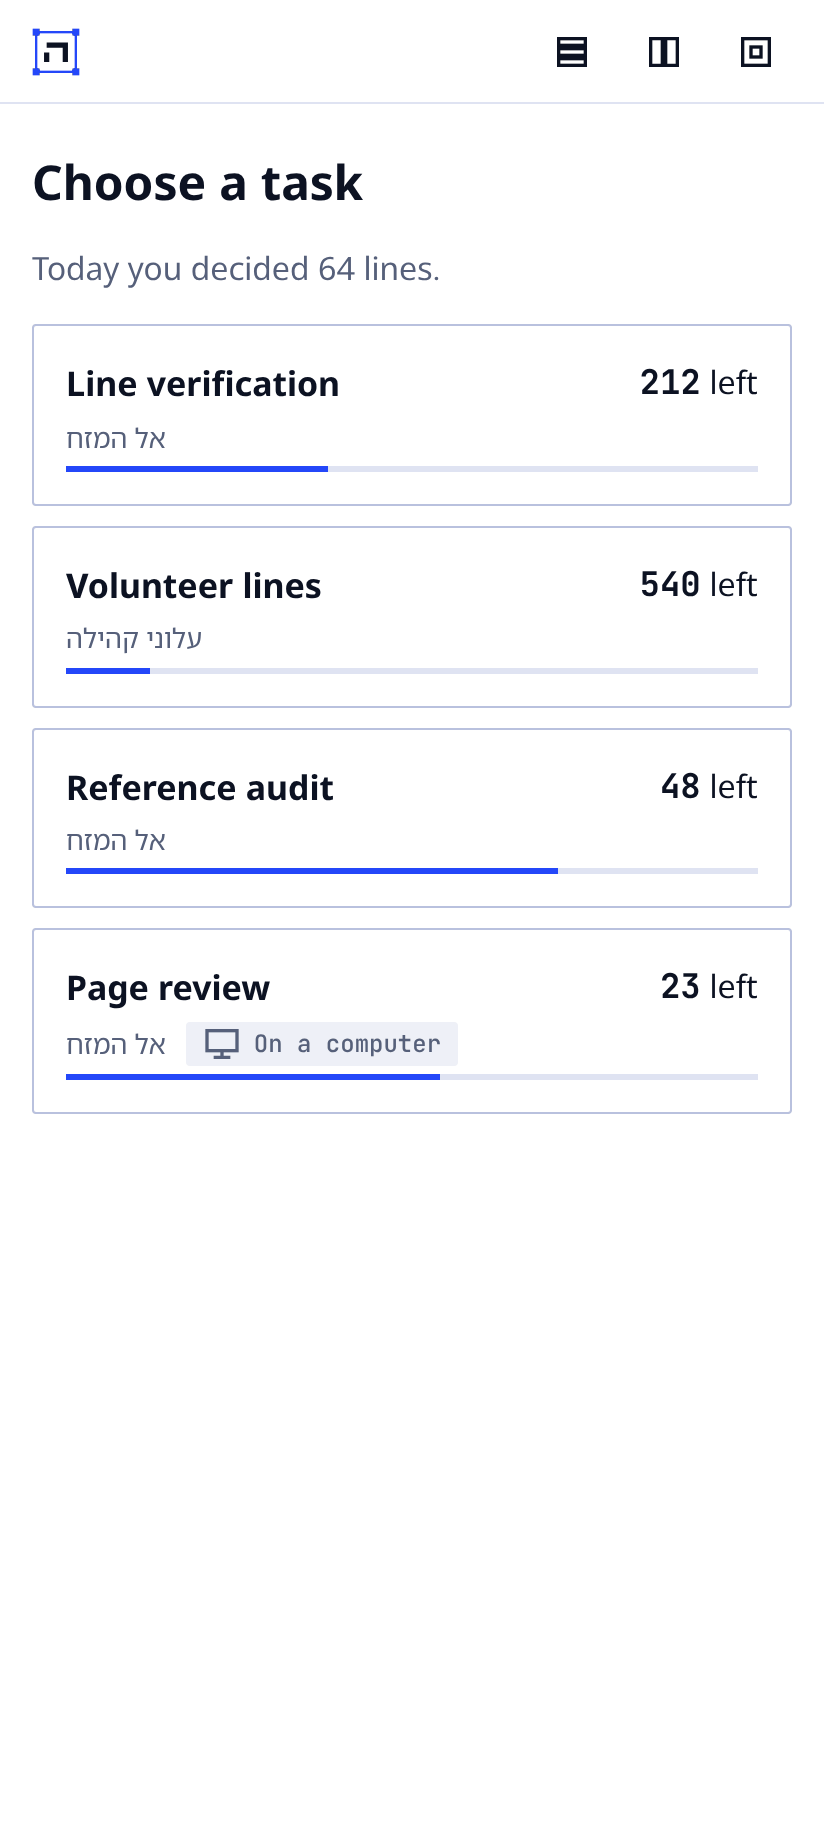 Choose a task
Today you decided 64 lines.
Line verification 212 left
אל המזח
Volunteer lines 540 left
עלוני קהילה
Reference audit 48 left
אל המזח
Page review 23 left
אל המזח On a computer